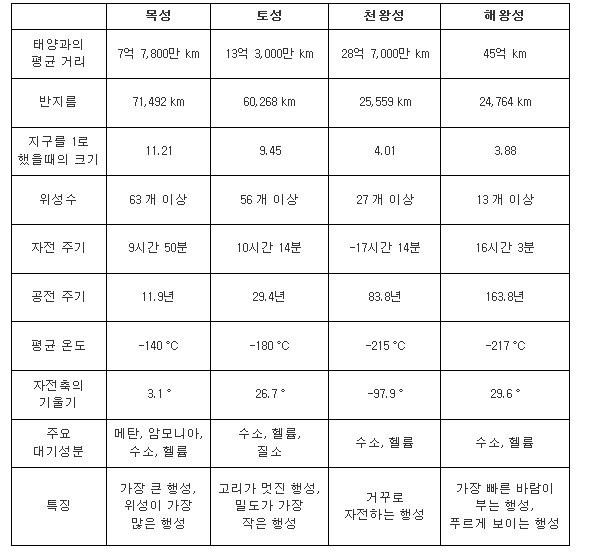 목성 토성 천왕성 해왕성
태양과의
평균 거리
7억 7,800만 km 13억 3,000만 km 28억 7,000만 km 45억 km
반지름 71,492 km 60,268 km 25,559 km 24,764 km
지구를 1로
했을때의 크기
11.21 9.45 4.01 3.88
위성수 63개 이상 56개 이상 27개 이상 13개 이상
자전 주기 9시간 50분 10시간 14분 -17시간 14분 16시간 3분
공전 주기 11.9년 29.4년 83.8년 163.8년
평균 온도 -140 °C -180 °C -215 °C -217 °C
자전축의
기울기
3.1 ° 26.7 ° -97.9 ° 29.6 °
주요
대기성분
메탄, 암모니아,
수소, 헬륨
수소, 헬륨,
질소
수소, 헬륨
수소, 헬륨
특징
가장 큰 행성,
위성이 가장
많은 행성
고리가 멋진 행성,
밀도가 가장
작은 행성
거꾸로
자전하는 행성
가장 빠른 바람이
부는 행성,
푸르게 보이는 행성